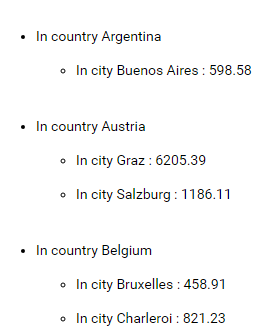 In country Argentina
In city Buenos Aires : 598.58
In country Austria
In city Graz : 6205.39
In city Salzburg : 1186.11
In country Belgium
In city Bruxelles : 458.91
In city Charleroi : 821.23